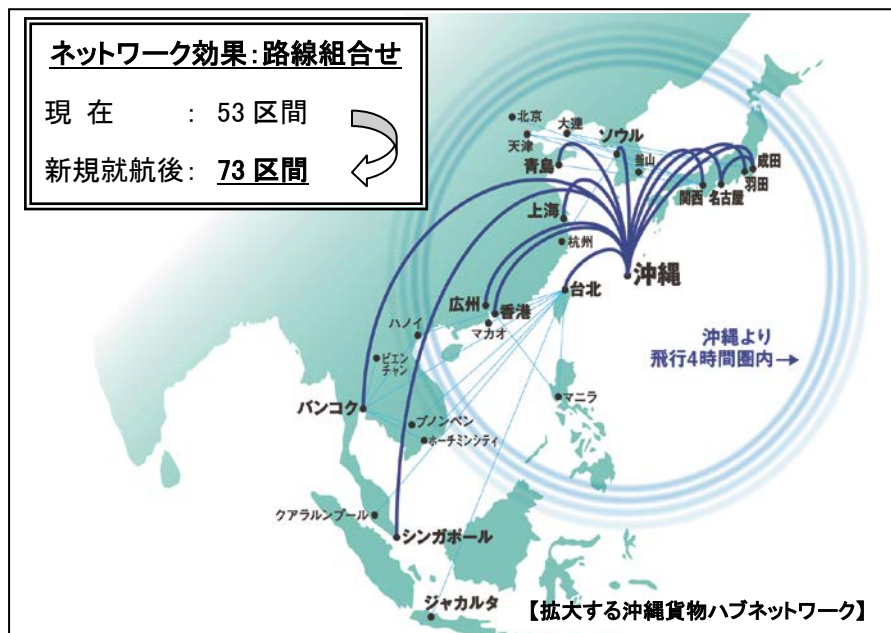 ネットワーク効果:路線組合せ
現 在 : 53 区間
新規就航後: 73 区間
北京
大連
天津
ソウル
青島
釜山
成田
羽田
関西
名古屋
上海
杭州
沖縄
台北
広州
香港
マカオ
ハノイ
沖縄より
飛行4時間圏内→
ビエン
チャン
バンコク
マニラ
プノンペン
ホーチミンシティ
クアラルンプール
シンガポール
ジャカルタ
【拡大する沖縄貨物ハブネットワーク】